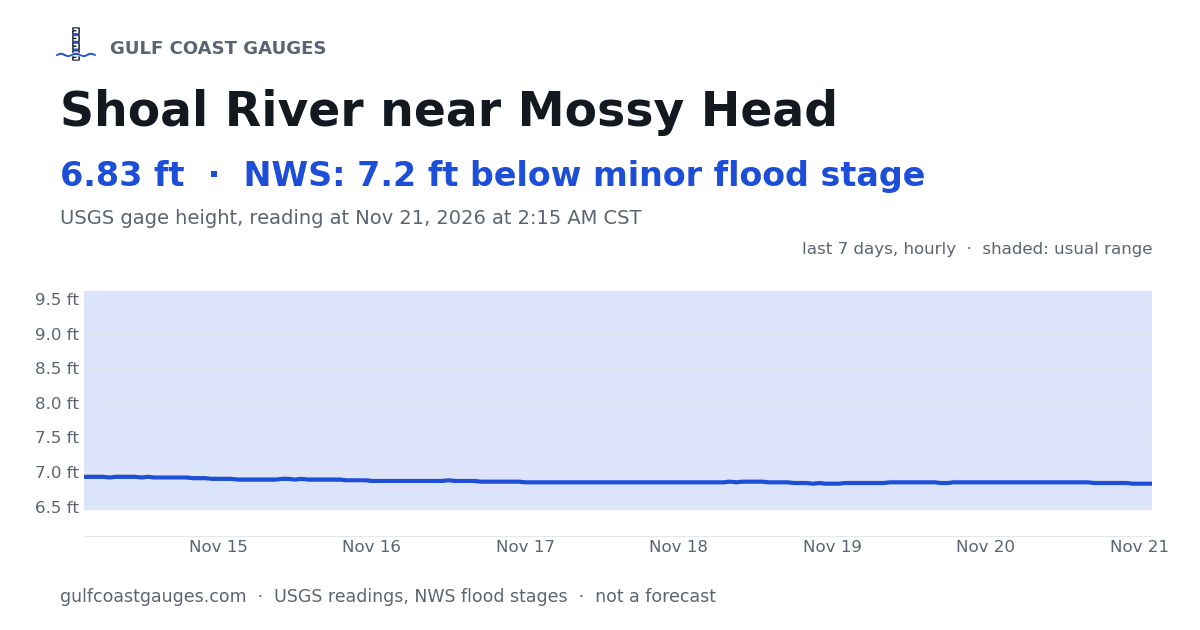 GULF COAST GAUGES
Shoal River near Mossy Head
6.83 ft · NWS: 7.2 ft below minor flood stage
USGS gage height, reading at Nov 21, 2026 at 2:15 AM CST
last 7 days, hourly · shaded: usual range
9.5 ft
9.0 ft
8.5 ft
8.0 ft
7.5 ft
7.0 ft
6.5 ft
Nov 15 Nov 16 Nov 17 Nov 18 Nov 19 Nov 20 Nov 21
gulfcoastgauges.com · USGS readings, NWS flood stages · not a forecast